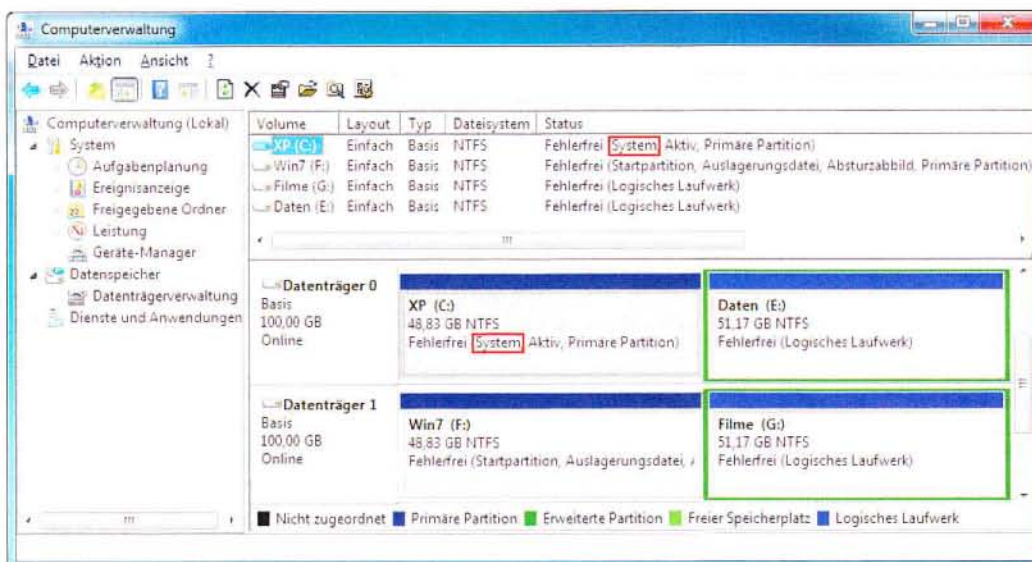 Computerverwaltung
Datei Aktion Ansicht ?
Computerverwaltung (Lokal)
System
Aufgabenplanung
Ereignisanzeige
Freigegebene Ordner
Leistung
Geräte-Manager
Datenspeicher
Datenträgerverwaltung
Dienste und Anwendungen
Volume Layout Typ Dateisystem Status
XP (C:) Einfach Basis NTFS Fehlerfrei (System, Aktiv, Primäre Partition)
Win7 (F:) Einfach Basis NTFS Fehlerfrei (Startpartition, Auslagerungsdatei, Absturzabbild, Primäre Partition)
Filme (G:) Einfach Basis NTFS Fehlerfrei (Logisches Laufwerk)
Daten (E:) Einfach Basis NTFS Fehlerfrei (Logisches Laufwerk)
Datenträger 0
Basis
100,00 GB
Online
XP (C:)
48,83 GB NTFS
Fehlerfrei (System, Aktiv, Primäre Partition)
Daten (E:)
51,17 GB NTFS
Fehlerfrei (Logisches Laufwerk)
Datenträger 1
Basis
100,00 GB
Online
Win7 (F:)
48,83 GB NTFS
Fehlerfrei (Startpartition, Auslagerungsdatei,
Filme (G:)
51,17 GB NTFS
Fehlerfrei (Logisches Laufwerk)
Nicht zugeordnet Primäre Partition Erweiterte Partition Freier Speicherplatz Logisches Laufwerk